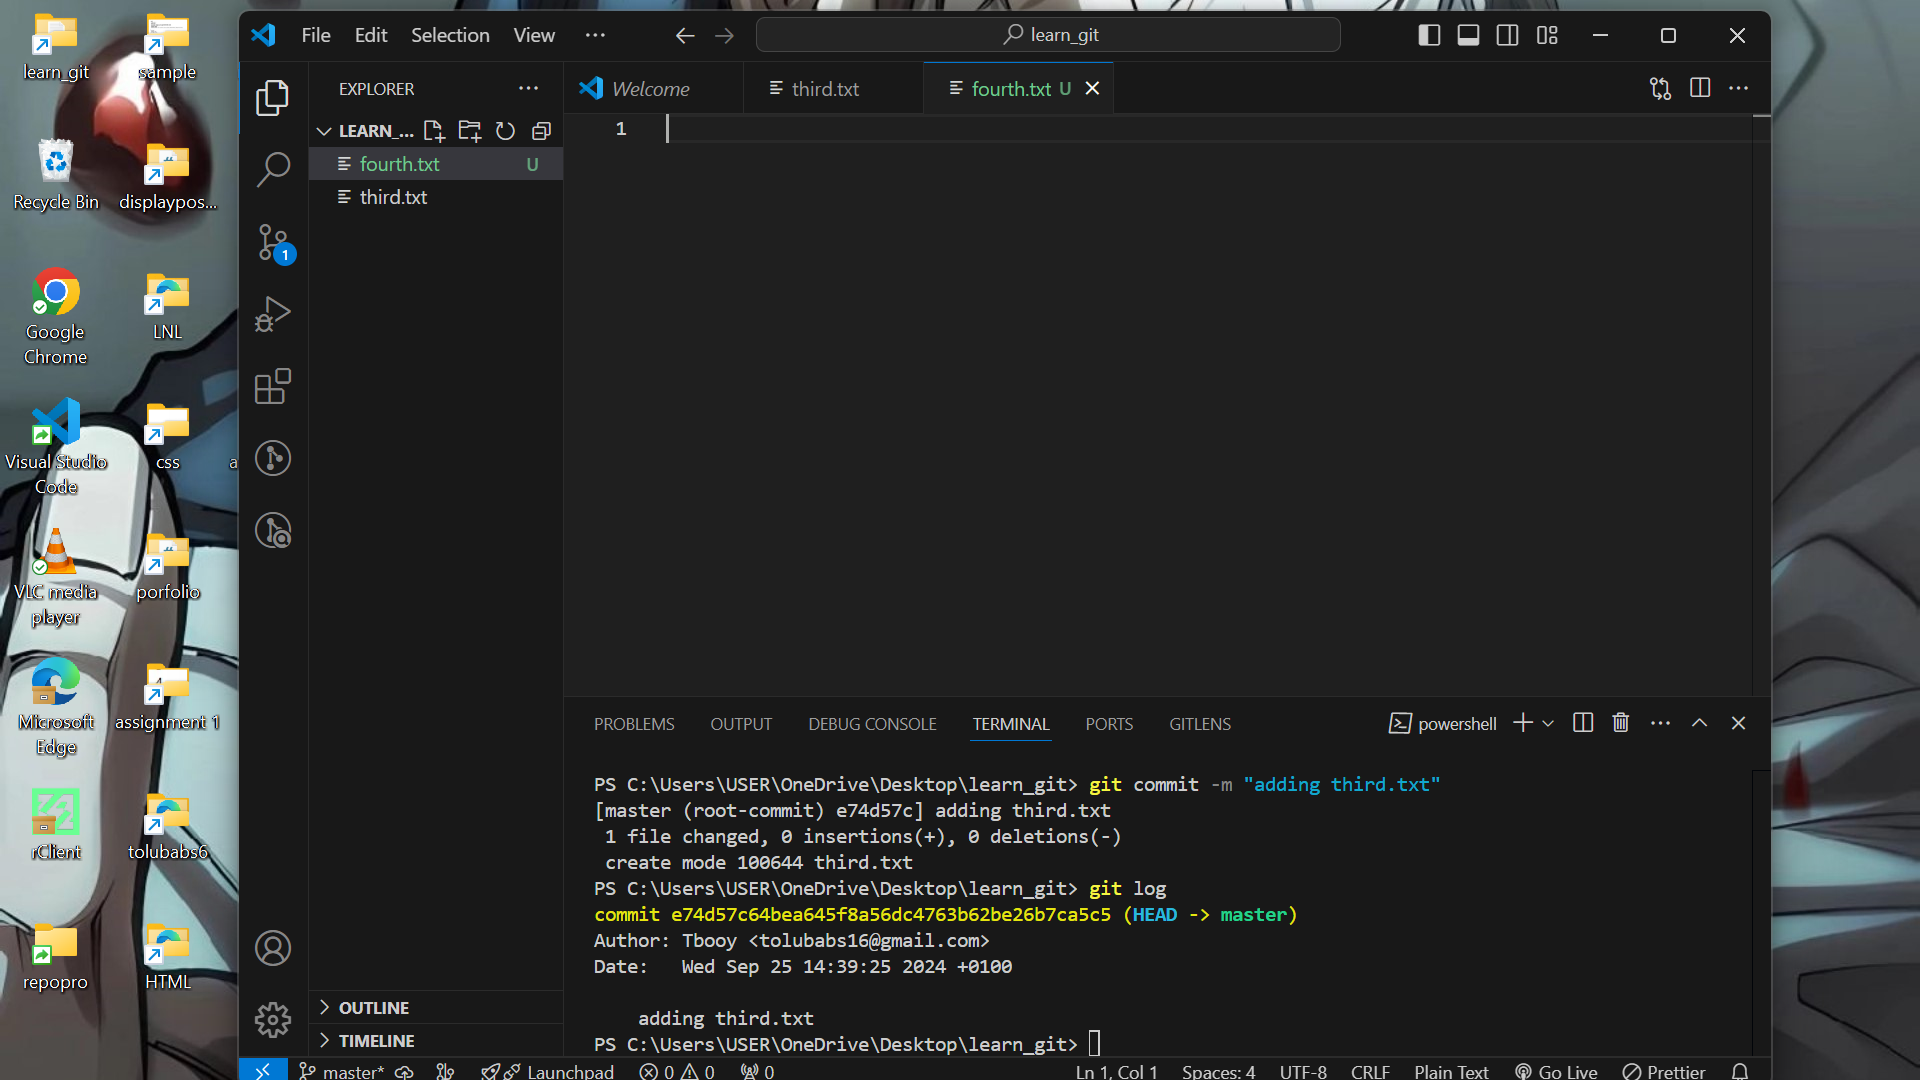 learn_git
sample
Recycle Bin
displaypos...
Google
Chrome
LNL
Visual Studio
Code
css
a
VLC media
player
porfolio
Microsoft
Edge
assignment 1
rClient
tolubabs6
repopro
HTML
File Edit Selection View ···
learn_git
EXPLORER
Welcome
third.txt
fourth.txt U
LEARN_...
fourth.txt U
third.txt
1
1
OUTLINE
TIMELINE
PROBLEMS OUTPUT DEBUG CONSOLE TERMINAL PORTS GITLENS
powershell
PS C:\Users\USER\OneDrive\Desktop\learn_git> git commit -m "adding third.txt"
[master (root-commit) e74d57c] adding third.txt
 1 file changed, 0 insertions(+), 0 deletions(-)
 create mode 100644 third.txt
PS C:\Users\USER\OneDrive\Desktop\learn_git> git log
commit e74d57c64bea645f8a56dc4763b62be26b7ca5c5 (HEAD -> master)
Author: Tbooy <tolubabs16@gmail.com>
Date:   Wed Sep 25 14:39:25 2024 +0100
    adding third.txt
PS C:\Users\USER\OneDrive\Desktop\learn_git>
master* Launchpad 0 0 0 Ln 1, Col 1 Spaces: 4 UTF-8 CRLF Plain Text Go Live Prettier